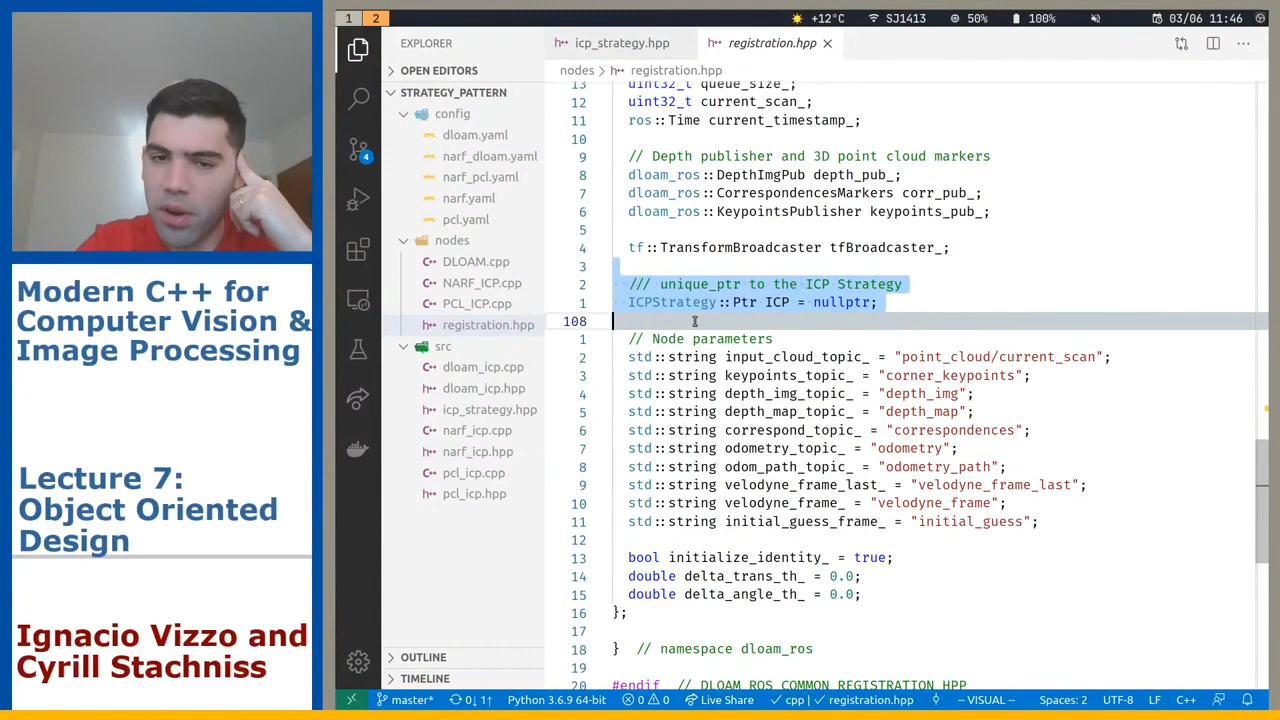 1 2
+12°C SJ1413 50% 100% 03/06 11:46
EXPLORER
icp_strategy.hpp
registration.hpp
OPEN EDITORS
nodes > registration.hpp
STRATEGY_PATTERN
config
dloam.yaml
narf_dloam.yaml
narf_pcl.yaml
narf.yaml
pcl.yaml
nodes
DLOAM.cpp
NARF_ICP.cpp
PCL_ICP.cpp
registration.hpp
src
dloam_icp.cpp
dloam_icp.hpp
icp_strategy.hpp
narf_icp.cpp
narf_icp.hpp
pcl_icp.cpp
pcl_icp.hpp
OUTLINE
TIMELINE
4
13 uint32_t queue_size_;
12 uint32_t current_scan_;
11 ros::Time current_timestamp_;
10
9 // Depth publisher and 3D point cloud markers
8 dloam_ros::DepthImgPub depth_pub_;
7 dloam_ros::CorrespondencesMarkers corr_pub_;
6 dloam_ros::KeypointsPublisher keypoints_pub_;
5
4 tf::TransformBroadcaster tfBroadcaster_;
3
2 /// unique_ptr to the ICP Strategy
1 ICPStrategy::Ptr ICP = nullptr;
108
1 // Node parameters
2 std::string input_cloud_topic_ = "point_cloud/current_scan";
3 std::string keypoints_topic_ = "corner_keypoints";
4 std::string depth_img_topic_ = "depth_img";
5 std::string depth_map_topic_ = "depth_map";
6 std::string correspond_topic_ = "correspondences";
7 std::string odometry_topic_ = "odometry";
8 std::string odom_path_topic_ = "odometry_path";
9 std::string velodyne_frame_last_ = "velodyne_frame_last";
10 std::string velodyne_frame_ = "velodyne_frame";
11 std::string initial_guess_frame_ = "initial_guess";
12
13 bool initialize_identity_ = true;
14 double delta_trans_th_ = 0.0;
15 double delta_angle_th_ = 0.0;
16 };
17
18 } // namespace dloam_ros
19
20 #endif // DLOAM_ROS_COMMON_REGISTRATION_HPP
master* 0↓ 1↑ Python 3.6.9 64-bit 0 0 Live Share cpp | registration.hpp -- VISUAL -- Spaces: 2 UTF-8 LF C++
Modern C++ for
Computer Vision &
Image Processing
Lecture 7:
Object Oriented
Design
Ignacio Vizzo and
Cyrill Stachniss